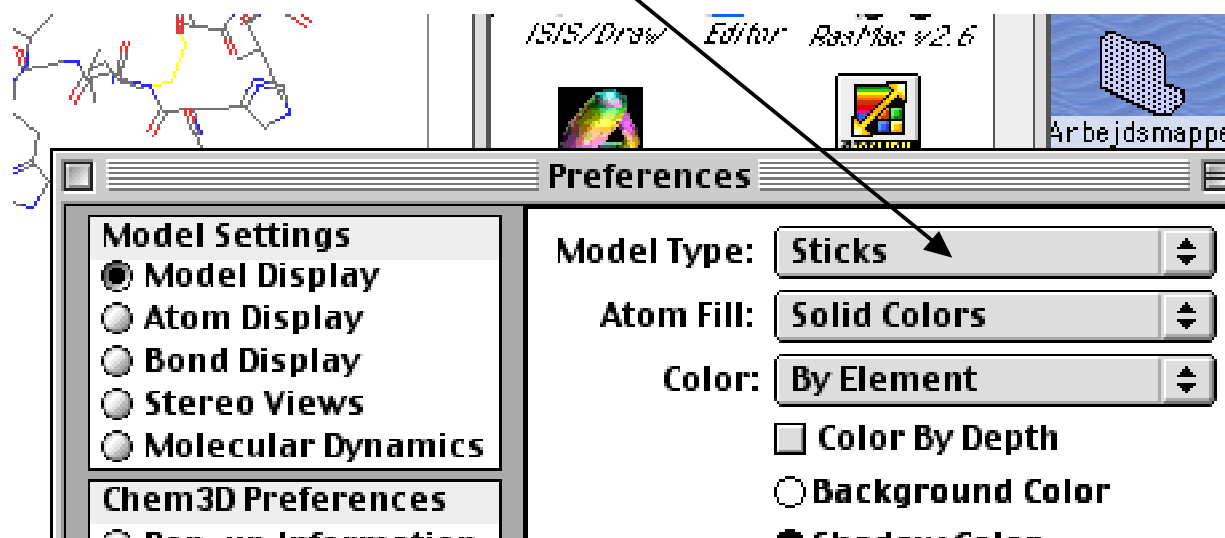 ISIS/Draw Editor RasMac v2.6
Arbejdsmappe
Preferences
Model Settings
Model Display
Atom Display
Bond Display
Stereo Views
Molecular Dynamics
Chem3D Preferences
Model Type: Sticks
Atom Fill: Solid Colors
Color: By Element
Color By Depth
Background Color